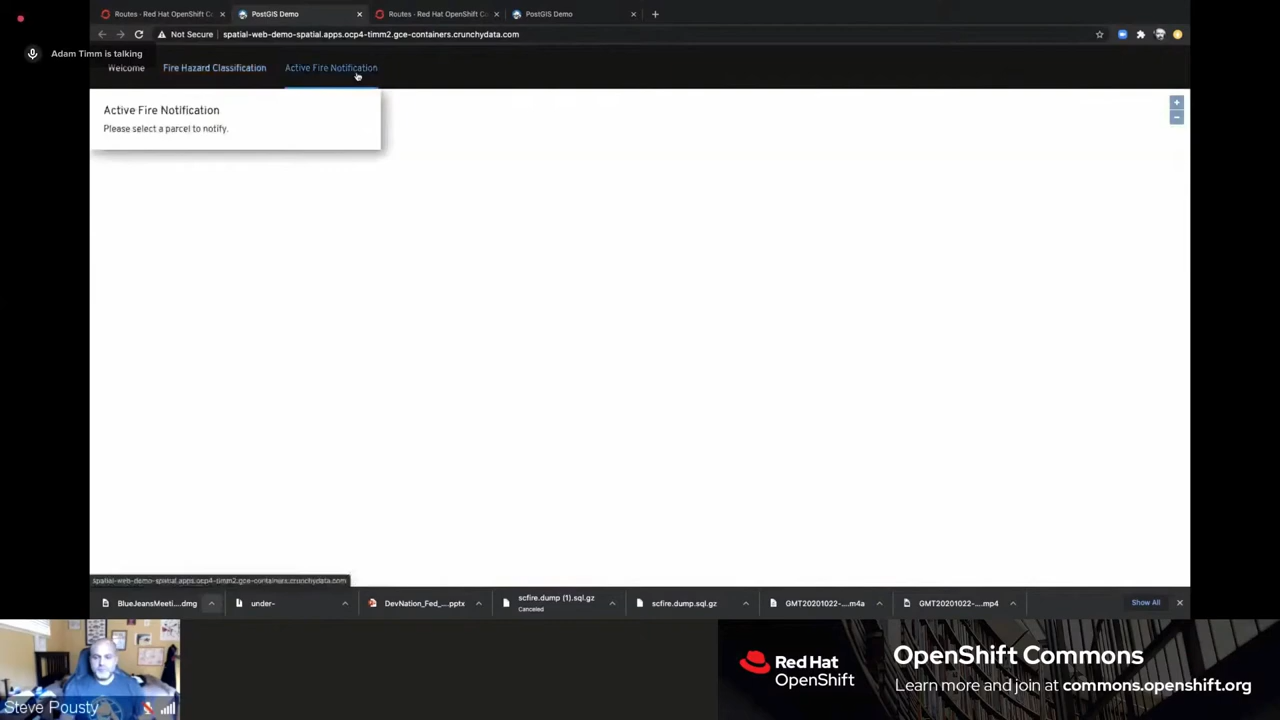 Routes - Red Hat OpenShift C
PostGIS Demo
Routes - Red Hat OpenShift Co
PostGIS Demo
Not Secure
spatial-web-demo-spatial.apps.ocp4-timm2.gce-containers.crunchydata.com
Adam Timm is talking
Welcome
Fire Hazard Classification
Active Fire Notification
Active Fire Notification
Please select a parcel to notify.
+
−
spatial-web-demo-spatial.apps.ocp4-timm2.gce-containers.crunchydata.com
BlueJeansMeeti....dmg
under-
DevNation_Fed_....pptx
scfire.dump (1).sql.gz
Canceled
scfire.dump.sql.gz
GMT20201022-....m4a
GMT20201022-....mp4
Show All
Steve Pousty
Red Hat
OpenShift
OpenShift Commons
Learn more and join at commons.openshift.org